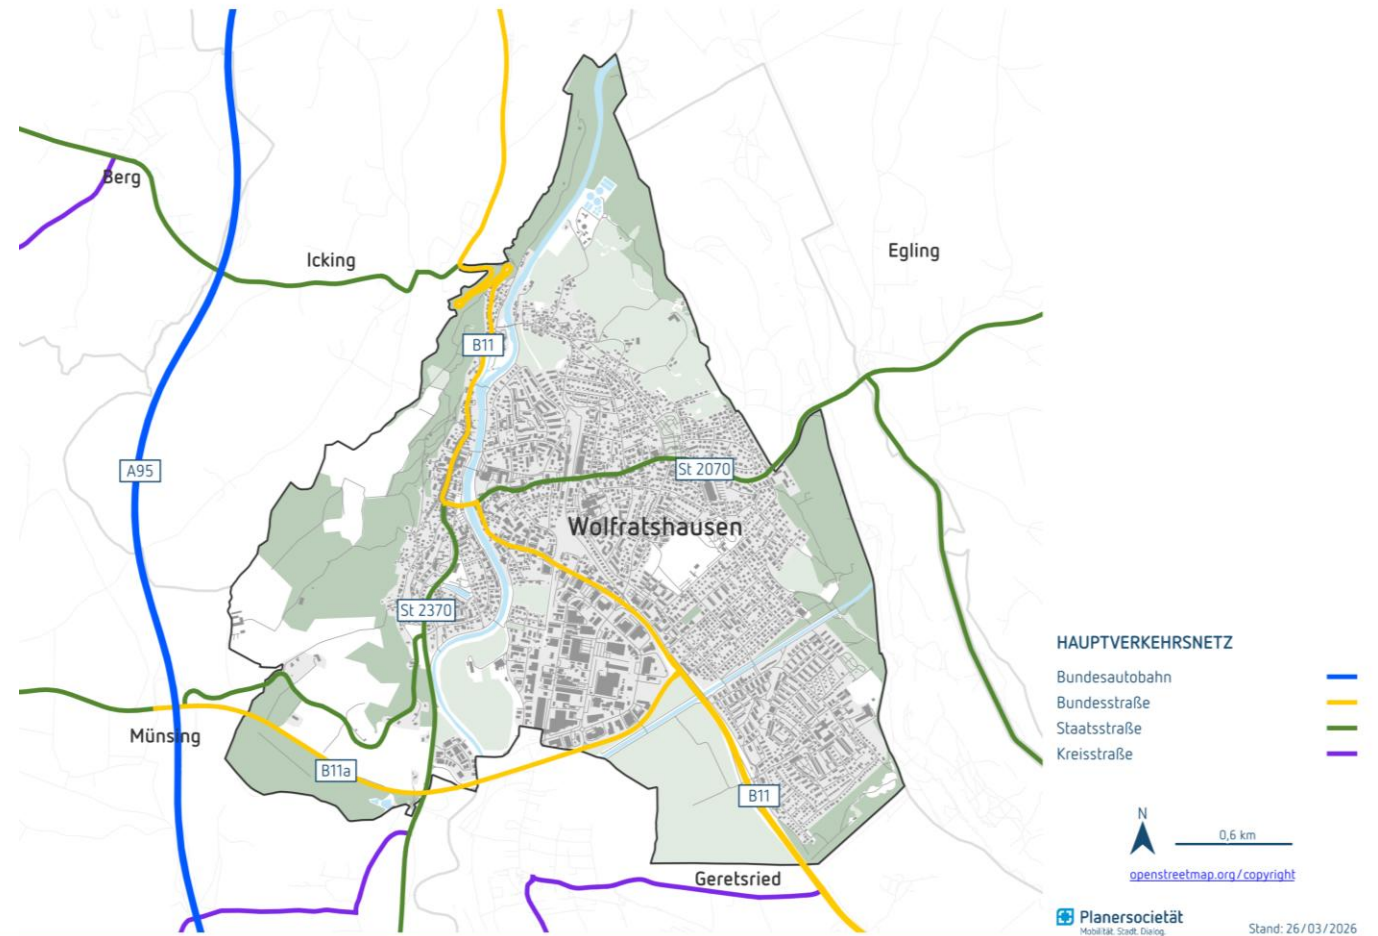 Berg
Icking
Egling
B11
A95
St 2070
Wolfratshausen
St 2370
Münsing
B11a
B11
Geretsried
HAUPTVERKEHRSNETZ
Bundesautobahn
Bundesstraße
Staatsstraße
Kreisstraße
N
0,6 km
openstreetmap.org/copyright
Planersocietät
Mobilität. Stadt. Dialog.
Stand: 26/03/2026